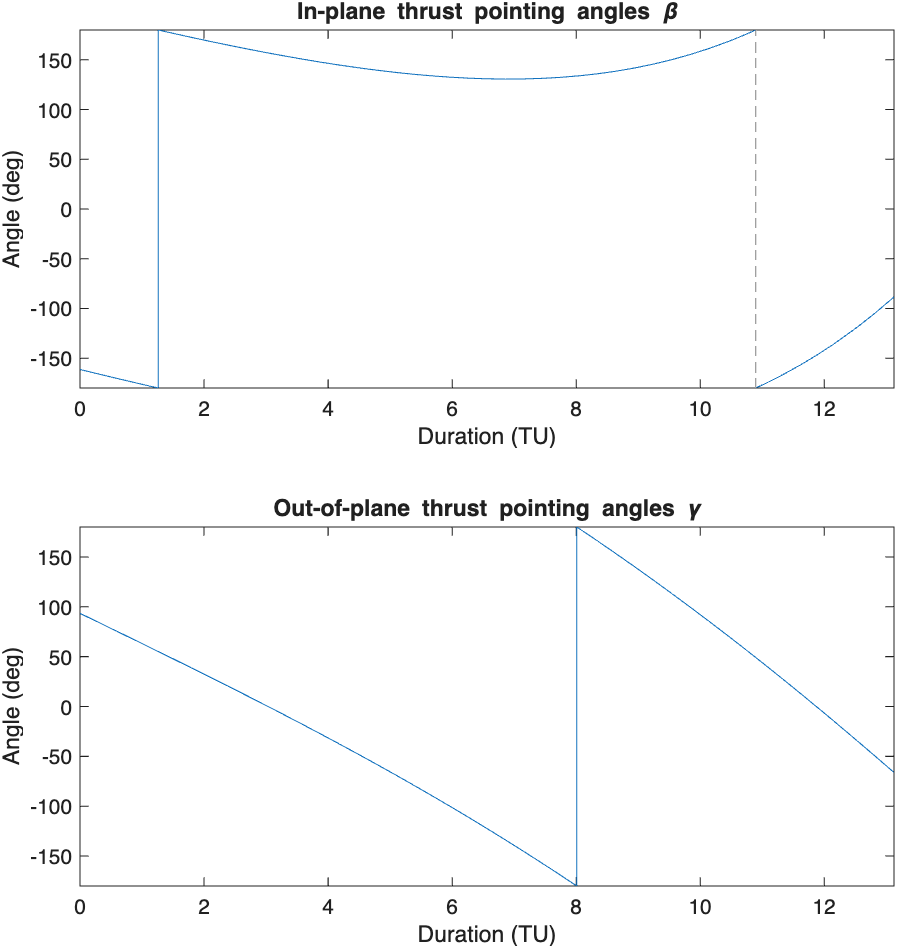 In-plane thrust pointing angles β
150
100
50
0
-50
-100
-150
Angle (deg)
0 2 4 6 8 10 12
Duration (TU)
Out-of-plane thrust pointing angles γ
150
100
50
0
-50
-100
-150
Angle (deg)
0 2 4 6 8 10 12
Duration (TU)